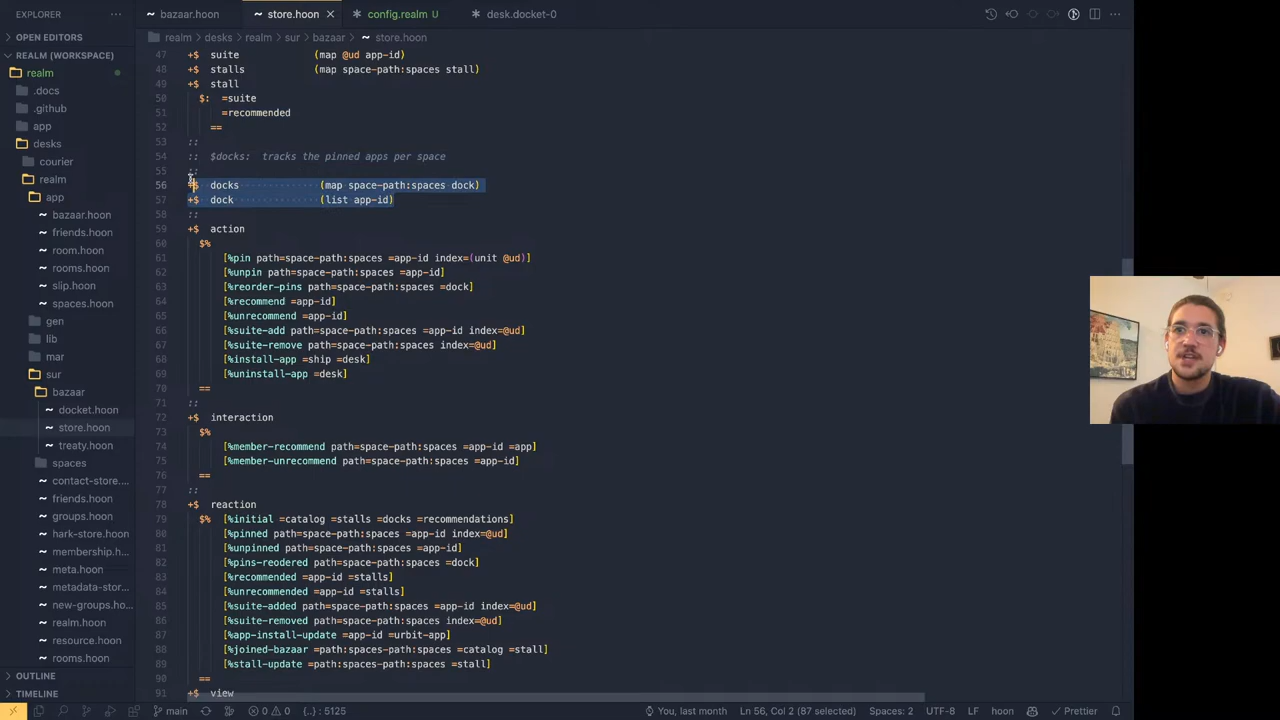 EXPLORER
···
~ bazaar.hoon
~ store.hoon ×
~ config.realm U
~ desk.docket-0
···
OPEN EDITORS
REALM (WORKSPACE)
realm
.docs
.github
app
desks
courier
realm
app
~ bazaar.hoon
~ friends.hoon
~ room.hoon
~ rooms.hoon
~ slip.hoon
~ spaces.hoon
gen
lib
mar
sur
bazaar
~ docket.hoon
~ store.hoon
~ treaty.hoon
spaces
~ contact-store....
~ friends.hoon
~ groups.hoon
~ hark-store.hoon
~ membership.h...
~ meta.hoon
~ metadata-stor...
~ new-groups.ho...
~ realm.hoon
~ resource.hoon
~ rooms.hoon
OUTLINE
TIMELINE
realm > desks > realm > sur > bazaar > ~ store.hoon
47 +$ suite (map @ud app-id)
48 +$ stalls (map space-path:spaces stall)
49 +$ stall
50 $: =suite
51 =recommended
52 ==
53 ::
54 :: $docks: tracks the pinned apps per space
55 ::
56 +$ docks (map space-path:spaces dock)
57 +$ dock (list app-id)
58 ::
59 +$ action
60 $%
61 [%pin path=space-path:spaces =app-id index=(unit @ud)]
62 [%unpin path=space-path:spaces =app-id]
63 [%reorder-pins path=space-path:spaces =dock]
64 [%recommend =app-id]
65 [%unrecommend =app-id]
66 [%suite-add path=space-path:spaces =app-id index=@ud]
67 [%suite-remove path=space-path:spaces index=@ud]
68 [%install-app =ship =desk]
69 [%uninstall-app =desk]
70 ==
71 ::
72 +$ interaction
73 $%
74 [%member-recommend path=space-path:spaces =app-id =app]
75 [%member-unrecommend path=space-path:spaces =app-id]
76 ==
77 ::
78 +$ reaction
79 $% [%initial =catalog =stalls =docks =recommendations]
80 [%pinned path=space-path:spaces =app-id index=@ud]
81 [%unpinned path=space-path:spaces =app-id]
82 [%pins-reodered path=space-path:spaces =dock]
83 [%recommended =app-id =stalls]
84 [%unrecommended =app-id =stalls]
85 [%suite-added path=space-path:spaces =app-id index=@ud]
86 [%suite-removed path=space-path:spaces index=@ud]
87 [%app-install-update =app-id =urbit-app]
88 [%joined-bazaar =path:spaces-path:spaces =catalog =stall]
89 [%stall-update =path:spaces-path:spaces =stall]
90 ==
91 +$ view
main
0 0
{..} : 5125
You, last month
Ln 56, Col 2 (87 selected)
Spaces: 2
UTF-8
LF
hoon
Prettier